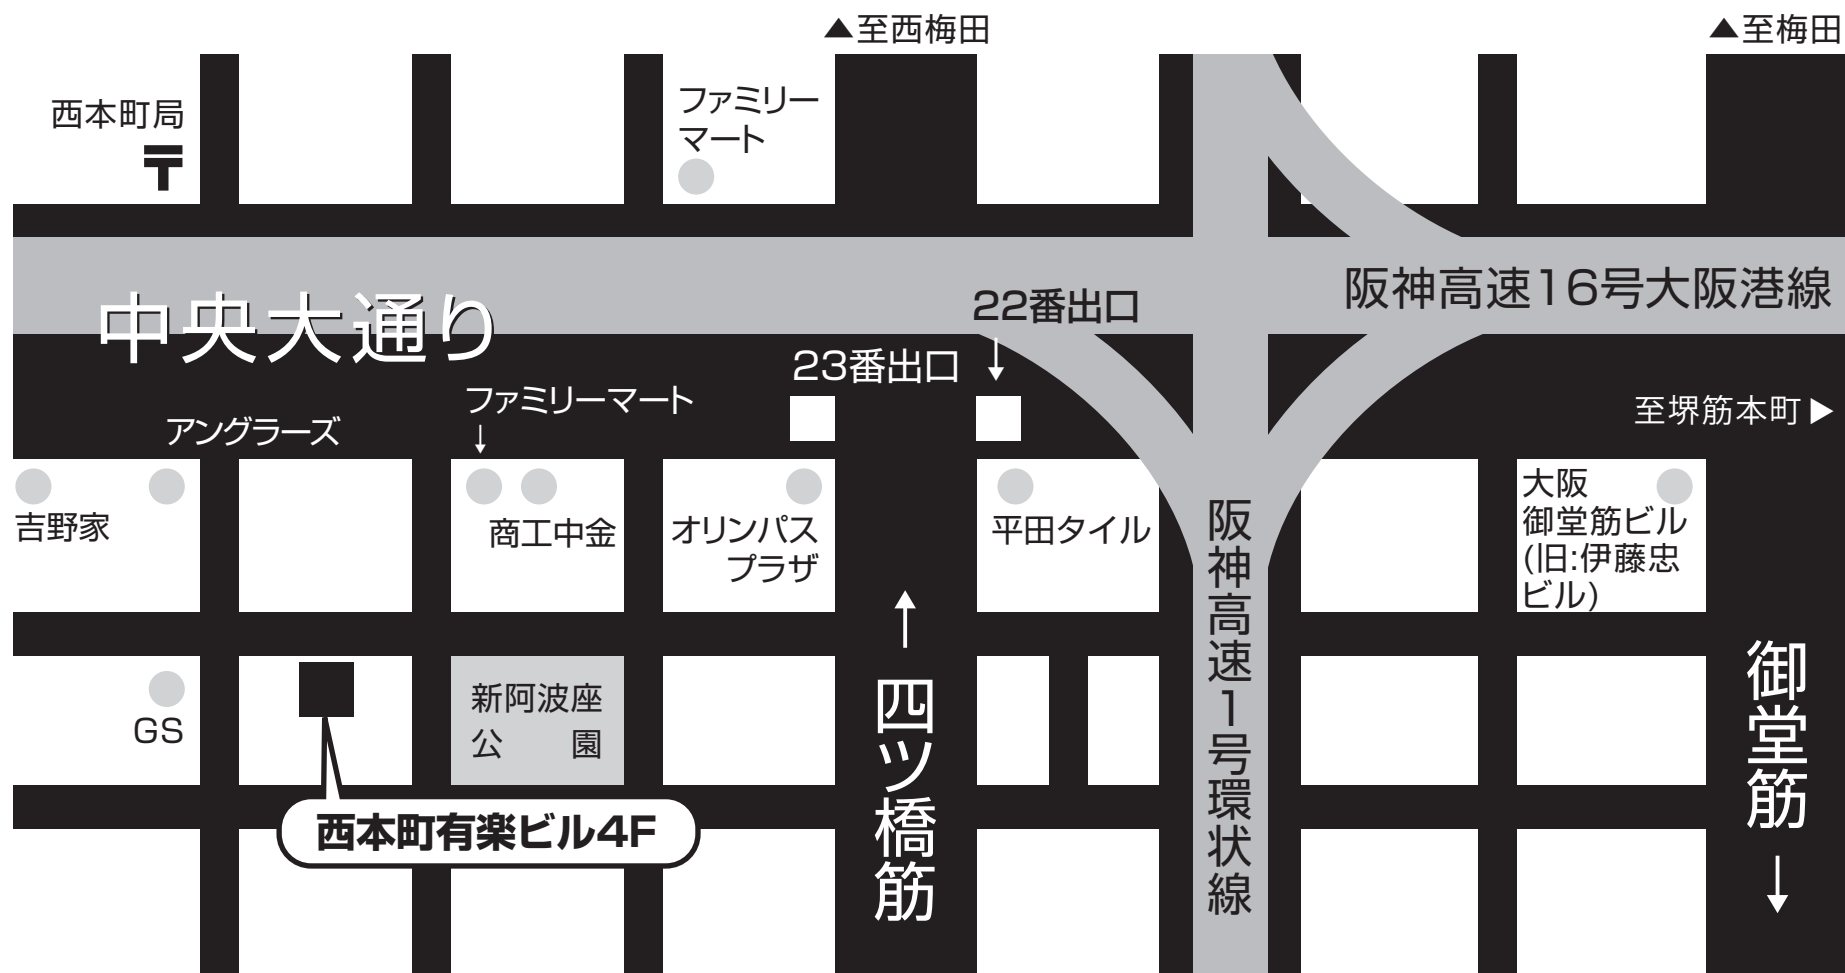 ▲至西梅田
▲至梅田
西本町局
〒
ファミリー
マート
阪神高速16号大阪港線
22番出口
中央大通り
23番出口
↓
ファミリーマート
↓
アングラーズ
至堺筋本町▶
吉野家
商工中金
オリンパス
プラザ
平田タイル
大阪
御堂筋ビル
(旧:伊藤忠
ビル)
阪神高速1号環状線
↑
四ツ橋筋
御堂筋
↓
GS
新阿波座
公園
西本町有楽ビル4F